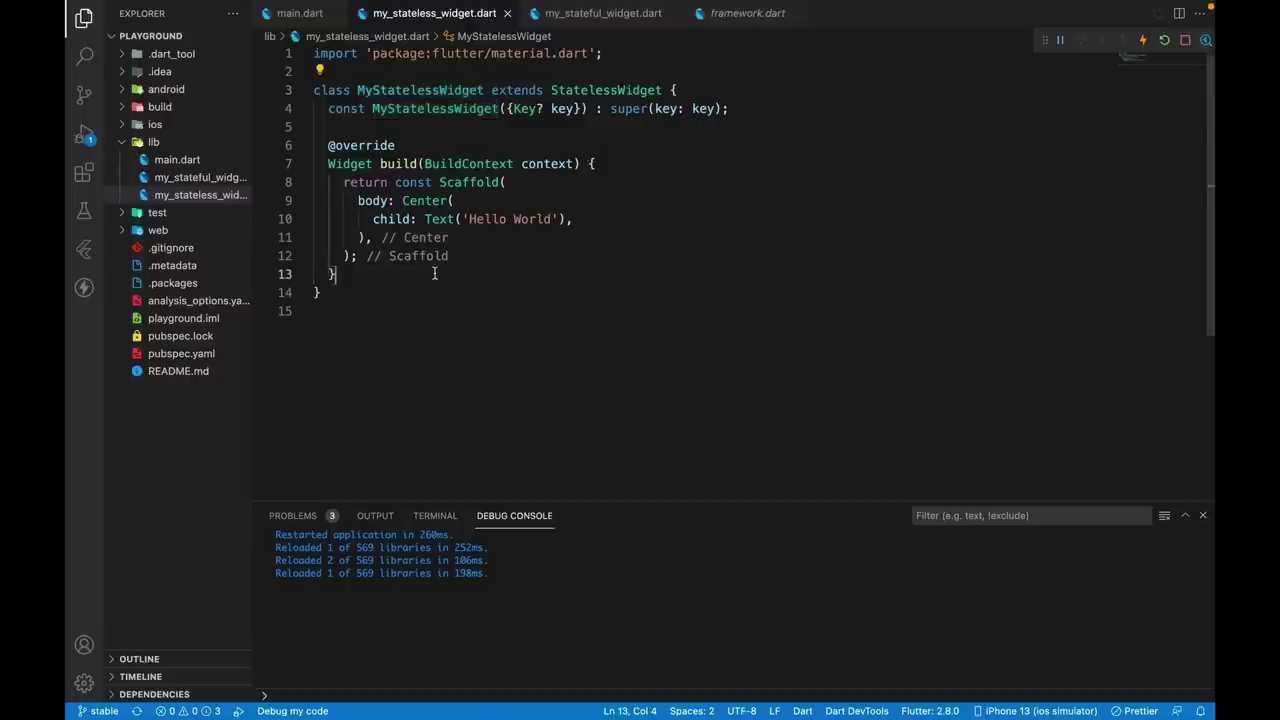 EXPLORER
PLAYGROUND
.dart_tool
.idea
android
build
ios
lib
main.dart
my_stateful_widg...
my_stateless_wid...
test
web
.gitignore
.metadata
.packages
analysis_options.ya...
playground.iml
pubspec.lock
pubspec.yaml
README.md
OUTLINE
TIMELINE
DEPENDENCIES
1
main.dart my_stateless_widget.dart my_stateful_widget.dart framework.dart
lib > my_stateless_widget.dart > MyStatelessWidget
1 import 'package:flutter/material.dart';
2
3 class MyStatelessWidget extends StatelessWidget {
4 const MyStatelessWidget({Key? key}) : super(key: key);
5
6 @override
7 Widget build(BuildContext context) {
8 return const Scaffold(
9 body: Center(
10 child: Text('Hello World'),
11 ), // Center
12 ); // Scaffold
13 }
14 }
15
PROBLEMS 3 OUTPUT TERMINAL DEBUG CONSOLE Filter (e.g. text, !exclude)
Restarted application in 260ms.
Reloaded 1 of 569 libraries in 252ms.
Reloaded 2 of 569 libraries in 106ms.
Reloaded 1 of 569 libraries in 198ms.
>
stable 0 0 3 Debug my code Ln 13, Col 4 Spaces: 2 UTF-8 LF Dart Dart DevTools Flutter: 2.8.0 iPhone 13 (ios simulator) Prettier